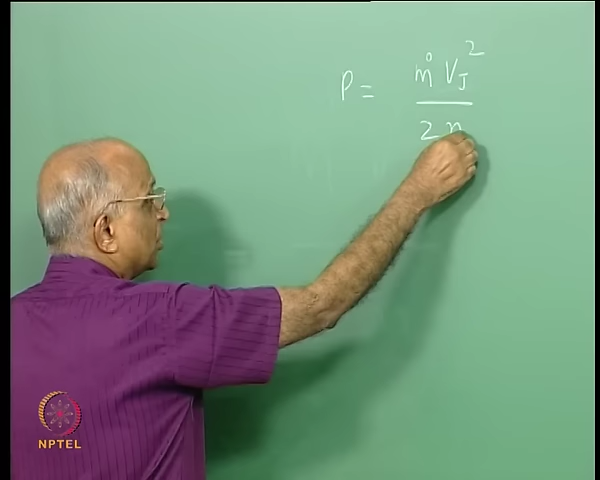 P = ṁ V_J^2 / 2 η
NPTEL